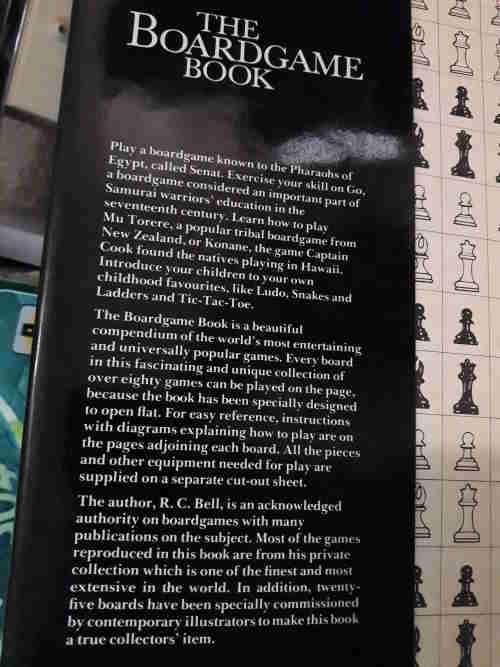 THE
BOARDGAME
BOOK
Play a boardgame known to the Pharaohs of
Egypt, called Senat. Exercise your skill on Go,
a boardgame considered an important part of
Samurai warriors' education in the
seventeenth century. Learn how to play
Mu Torere, a popular tribal boardgame from
New Zealand, or Konane, the game Captain
Cook found the natives playing in Hawaii.
Introduce your children to your own
childhood favourites, like Ludo, Snakes and
Ladders and Tic-Tac-Toe.
The Boardgame Book is a beautiful
compendium of the world's most entertaining
and universally popular games. Every board
in this fascinating and unique collection of
over eighty games can be played on the page,
because the book has been specially designed
to open flat. For easy reference, instructions
with diagrams explaining how to play are on
the pages adjoining each board. All the pieces
and other equipment needed for play are
supplied on a separate cut-out sheet.
The author, R. C. Bell, is an acknowledged
authority on boardgames with many
publications on the subject. Most of the games
reproduced in this book are from his private
collection which is one of the finest and most
extensive in the world. In addition, twenty-
five boards have been specially commissioned
by contemporary illustrators to make this book
a true collectors' item.